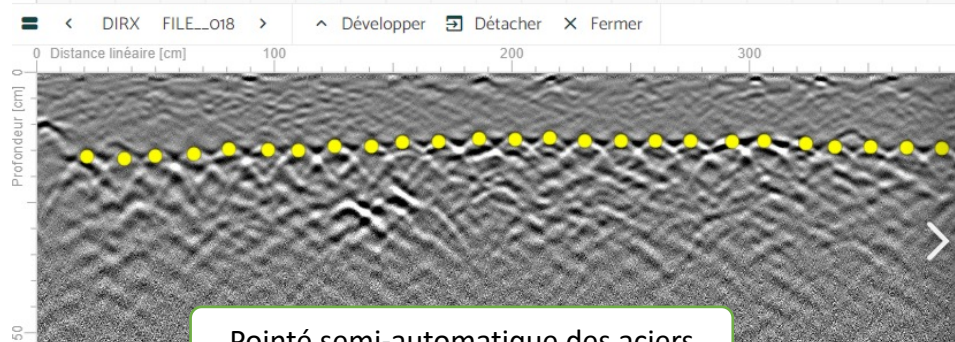 DIRX FILE__018 Développer Détacher Fermer
0 Distance linéaire [cm] 100 200 300
0
Profondeur [cm]
50
Pointé semi-automatique des aciers